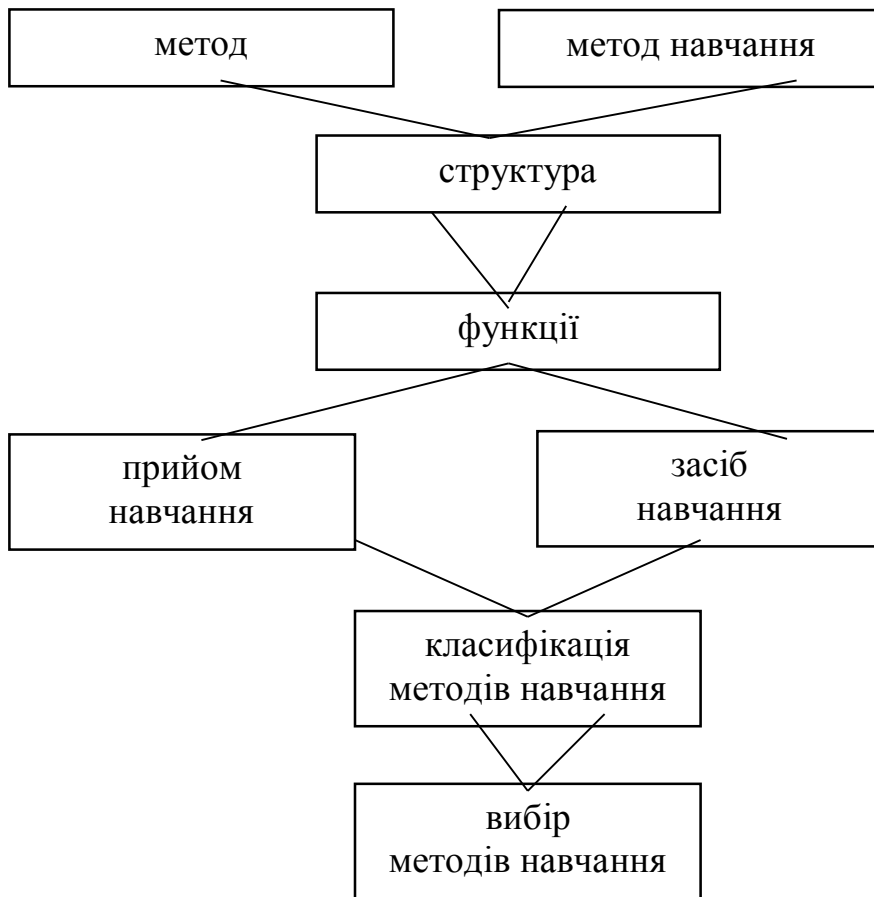 метод
метод навчання
структура
функції
прийом
навчання
засіб
навчання
класифікація
методів навчання
вибір
методів навчання